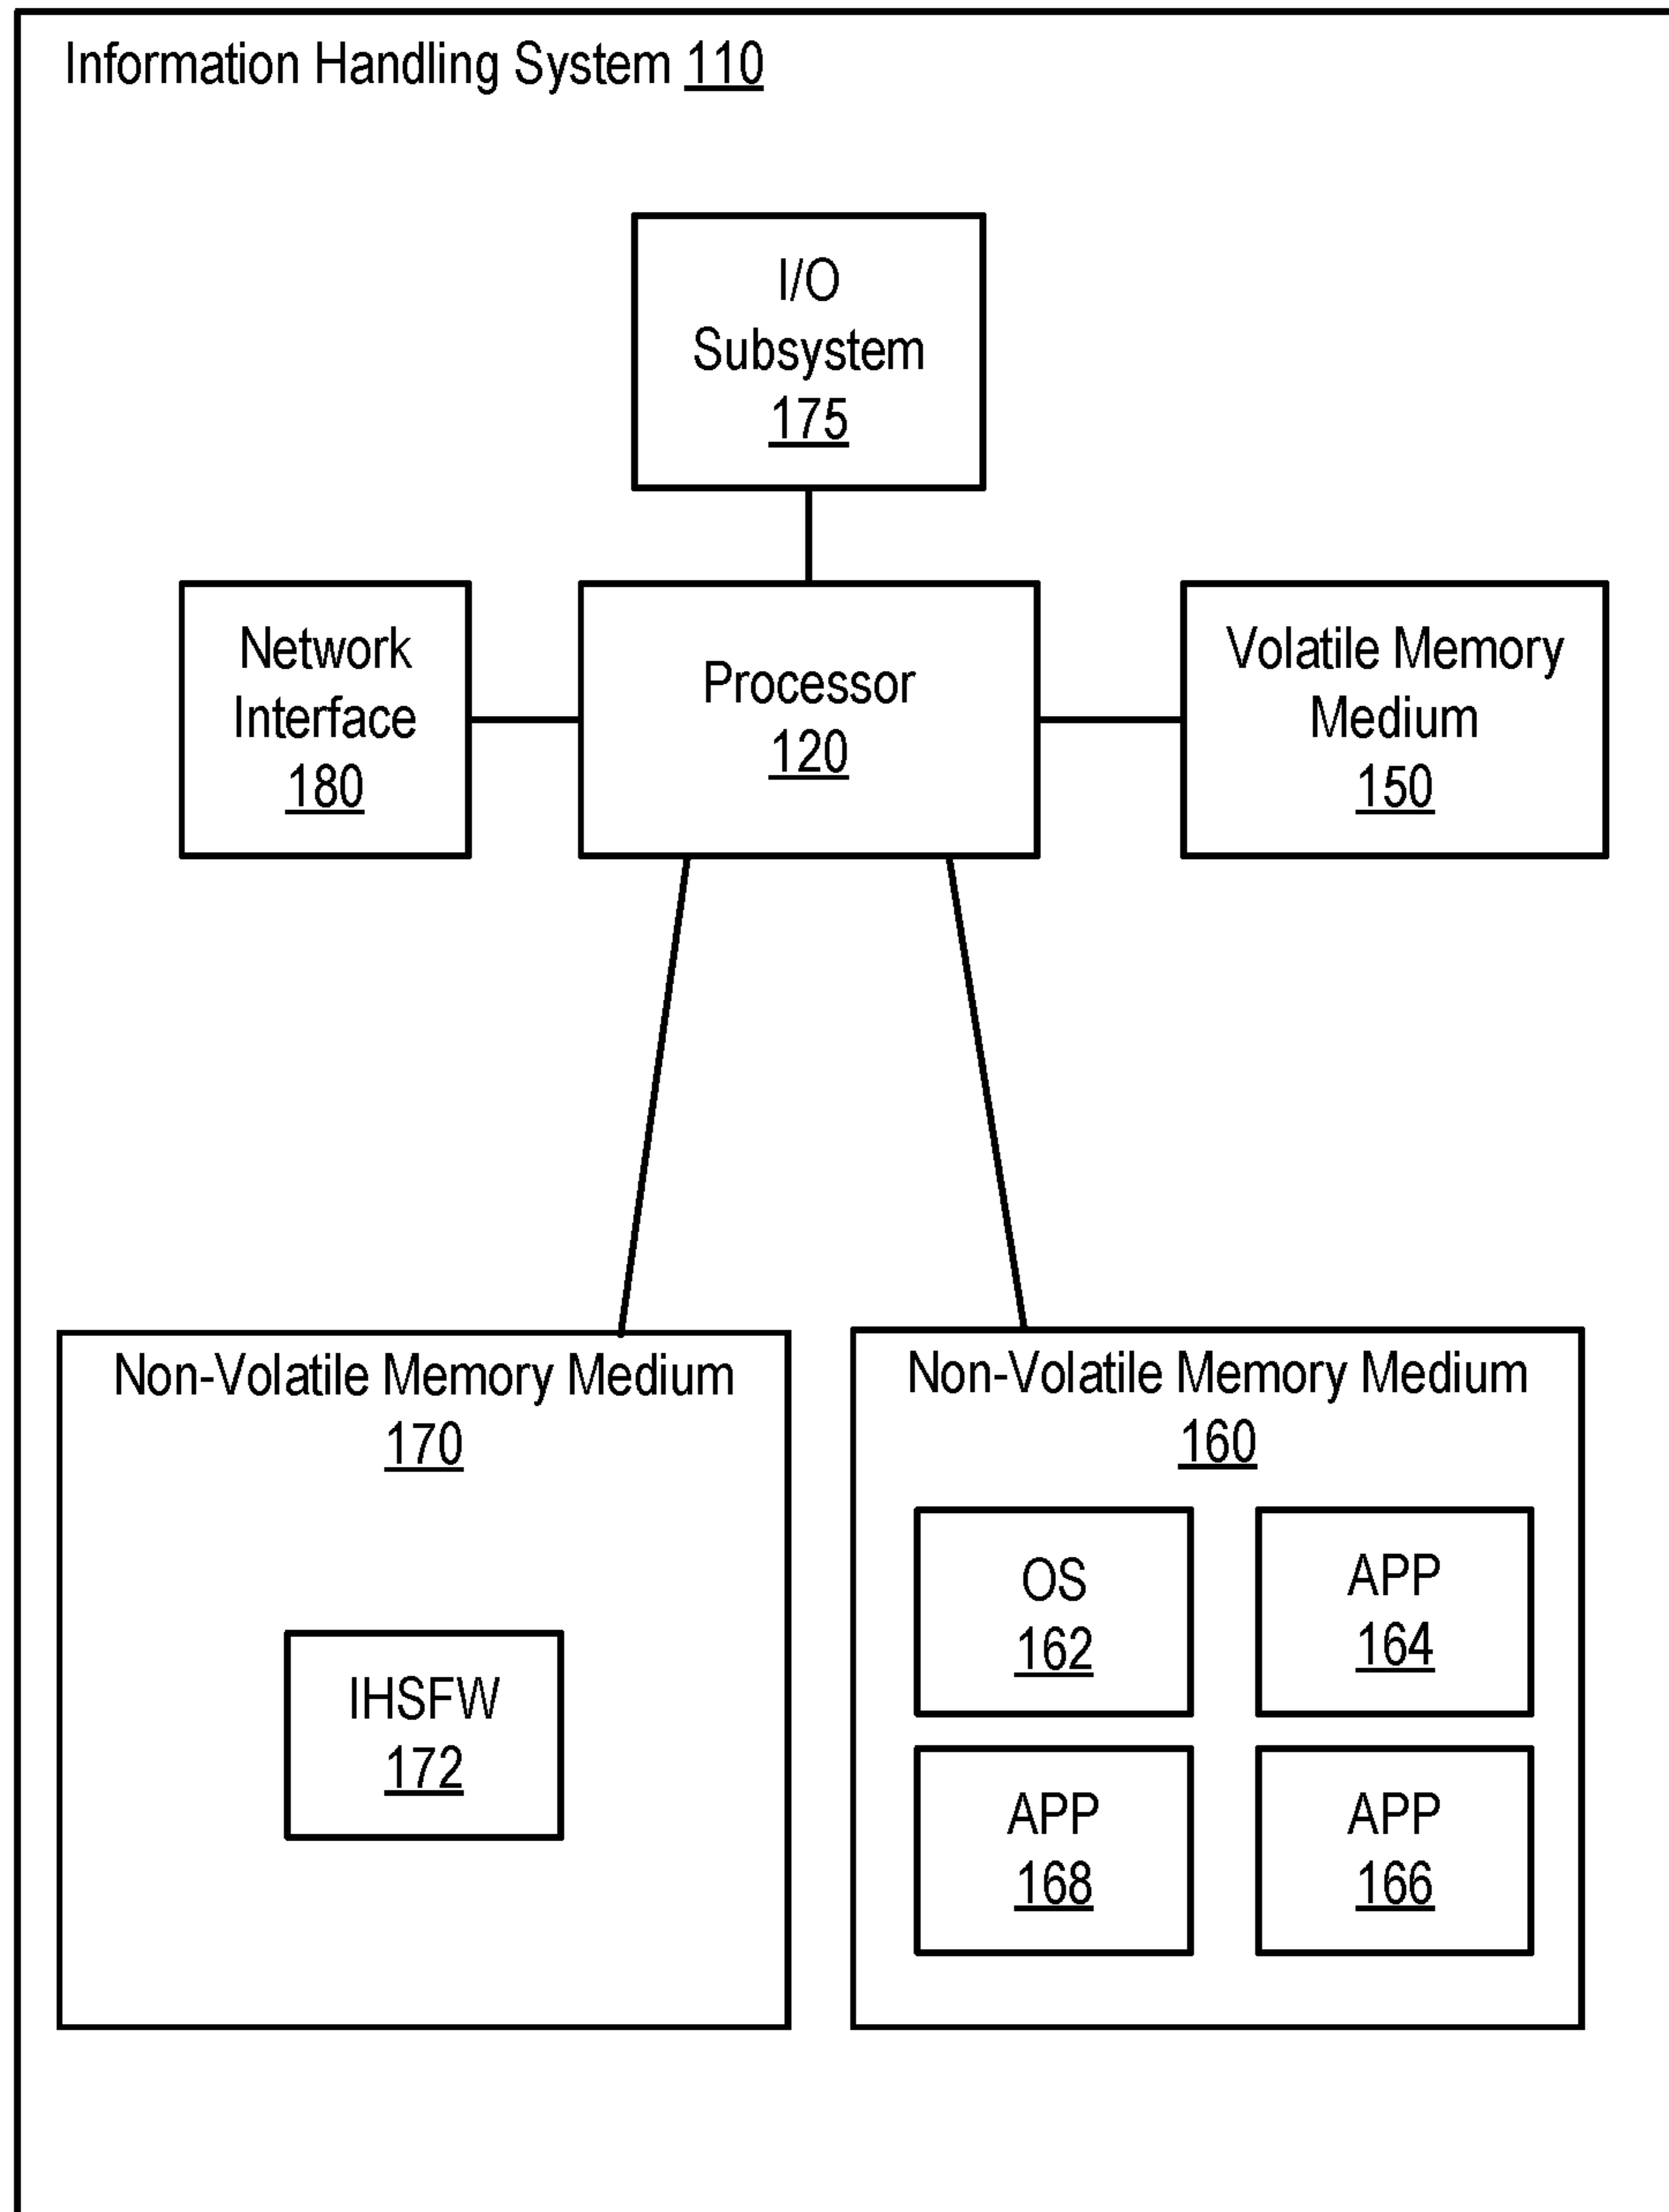 Information Handling System 110
I/O
Subsystem
175
Network
Interface
180
Processor
120
Volatile Memory
Medium
150
Non-Volatile Memory Medium
170
IHSFW
172
Non-Volatile Memory Medium
160
OS
162
APP
164
APP
168
APP
166